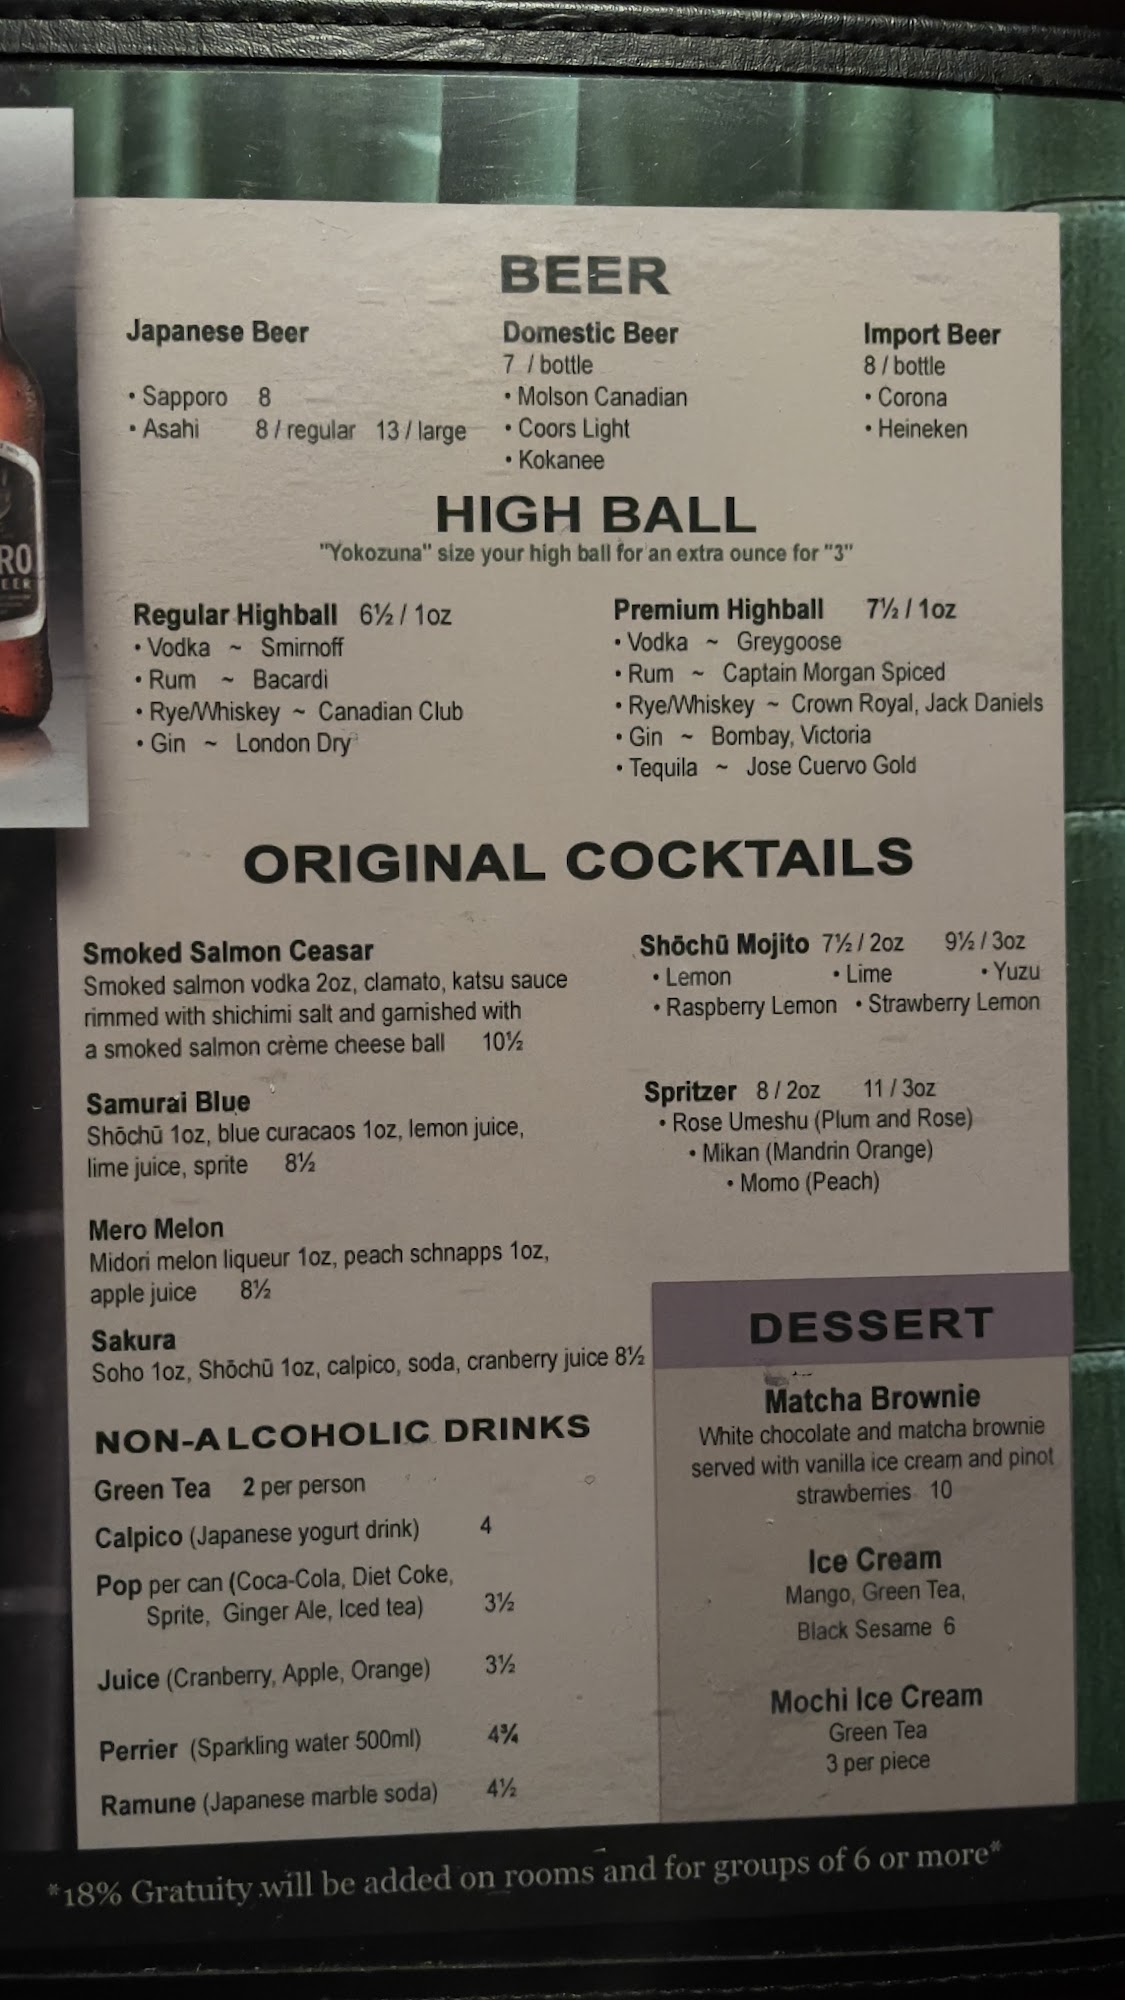 BEER
Japanese Beer
• Sapporo 8
• Asahi 8 / regular 13 / large
Domestic Beer
7 / bottle
• Molson Canadian
• Coors Light
• Kokanee
Import Beer
8 / bottle
• Corona
• Heineken
HIGH BALL
"Yokozuna" size your high ball for an extra ounce for "3"
Regular Highball 6½ / 1oz
• Vodka ~ Smirnoff
• Rum ~ Bacardi
• Rye/Whiskey ~ Canadian Club
• Gin ~ London Dry
Premium Highball 7½ / 1oz
• Vodka ~ Greygoose
• Rum ~ Captain Morgan Spiced
• Rye/Whiskey ~ Crown Royal, Jack Daniels
• Gin ~ Bombay, Victoria
• Tequila ~ Jose Cuervo Gold
ORIGINAL COCKTAILS
Smoked Salmon Ceasar
Smoked salmon vodka 2oz, clamato, katsu sauce
rimmed with shichimi salt and garnished with
a smoked salmon crème cheese ball 10½
Samurai Blue
Shōchū 1oz, blue curacaos 1oz, lemon juice,
lime juice, sprite 8½
Mero Melon
Midori melon liqueur 1oz, peach schnapps 1oz,
apple juice 8½
Sakura
Soho 1oz, Shōchū 1oz, calpico, soda, cranberry juice 8½
Shōchū Mojito 7½ / 2oz 9½ / 3oz
• Lemon • Lime • Yuzu
• Raspberry Lemon • Strawberry Lemon
Spritzer 8 / 2oz 11 / 3oz
• Rose Umeshu (Plum and Rose)
• Mikan (Mandrin Orange)
• Momo (Peach)
NON-ALCOHOLIC DRINKS
Green Tea 2 per person
Calpico (Japanese yogurt drink) 4
Pop per can (Coca-Cola, Diet Coke,
Sprite, Ginger Ale, Iced tea) 3½
Juice (Cranberry, Apple, Orange) 3½
Perrier (Sparkling water 500ml) 4¾
Ramune (Japanese marble soda) 4½
DESSERT
Matcha Brownie
White chocolate and matcha brownie
served with vanilla ice cream and pinot
strawberries 10
Ice Cream
Mango, Green Tea,
Black Sesame 6
Mochi Ice Cream
Green Tea
3 per piece
*18% Gratuity will be added on rooms and for groups of 6 or more*